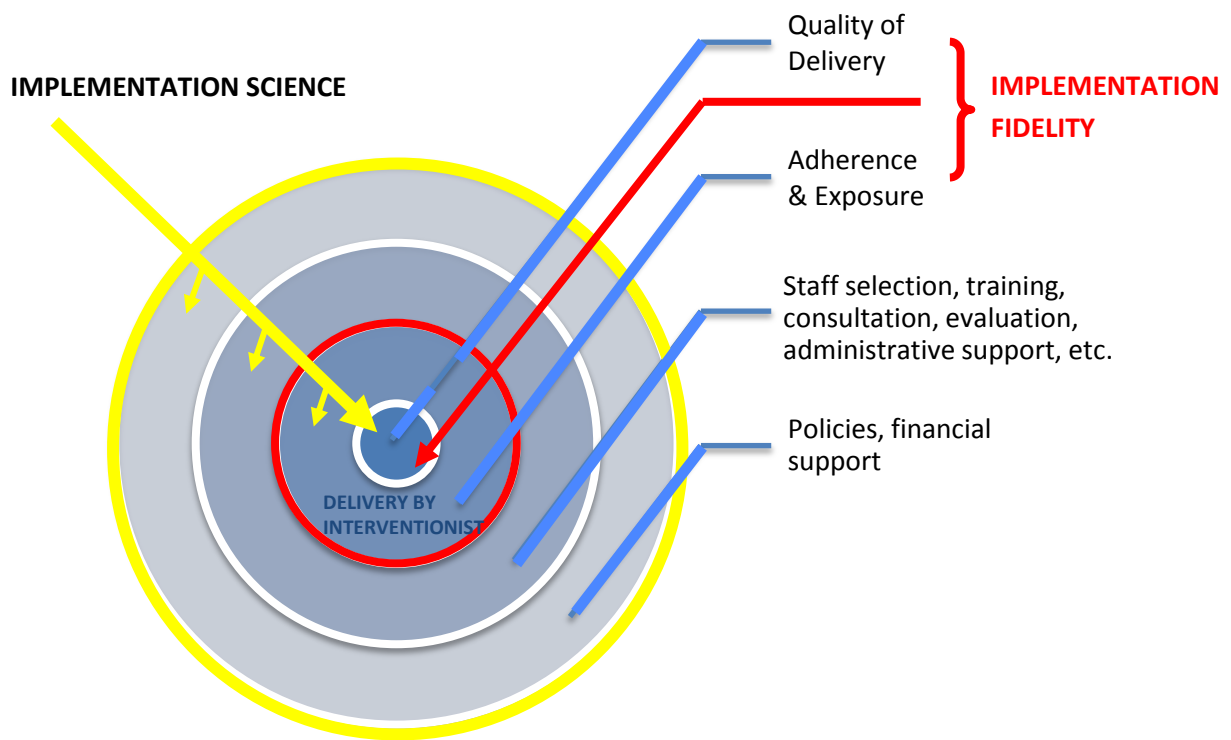 Quality of
Delivery
IMPLEMENTATION SCIENCE
IMPLEMENTATION
FIDELITY
Adherence
& Exposure
Staff selection, training,
consultation, evaluation,
administrative support, etc.
Policies, financial
support
DELIVERY BY
INTERVENTIONIST